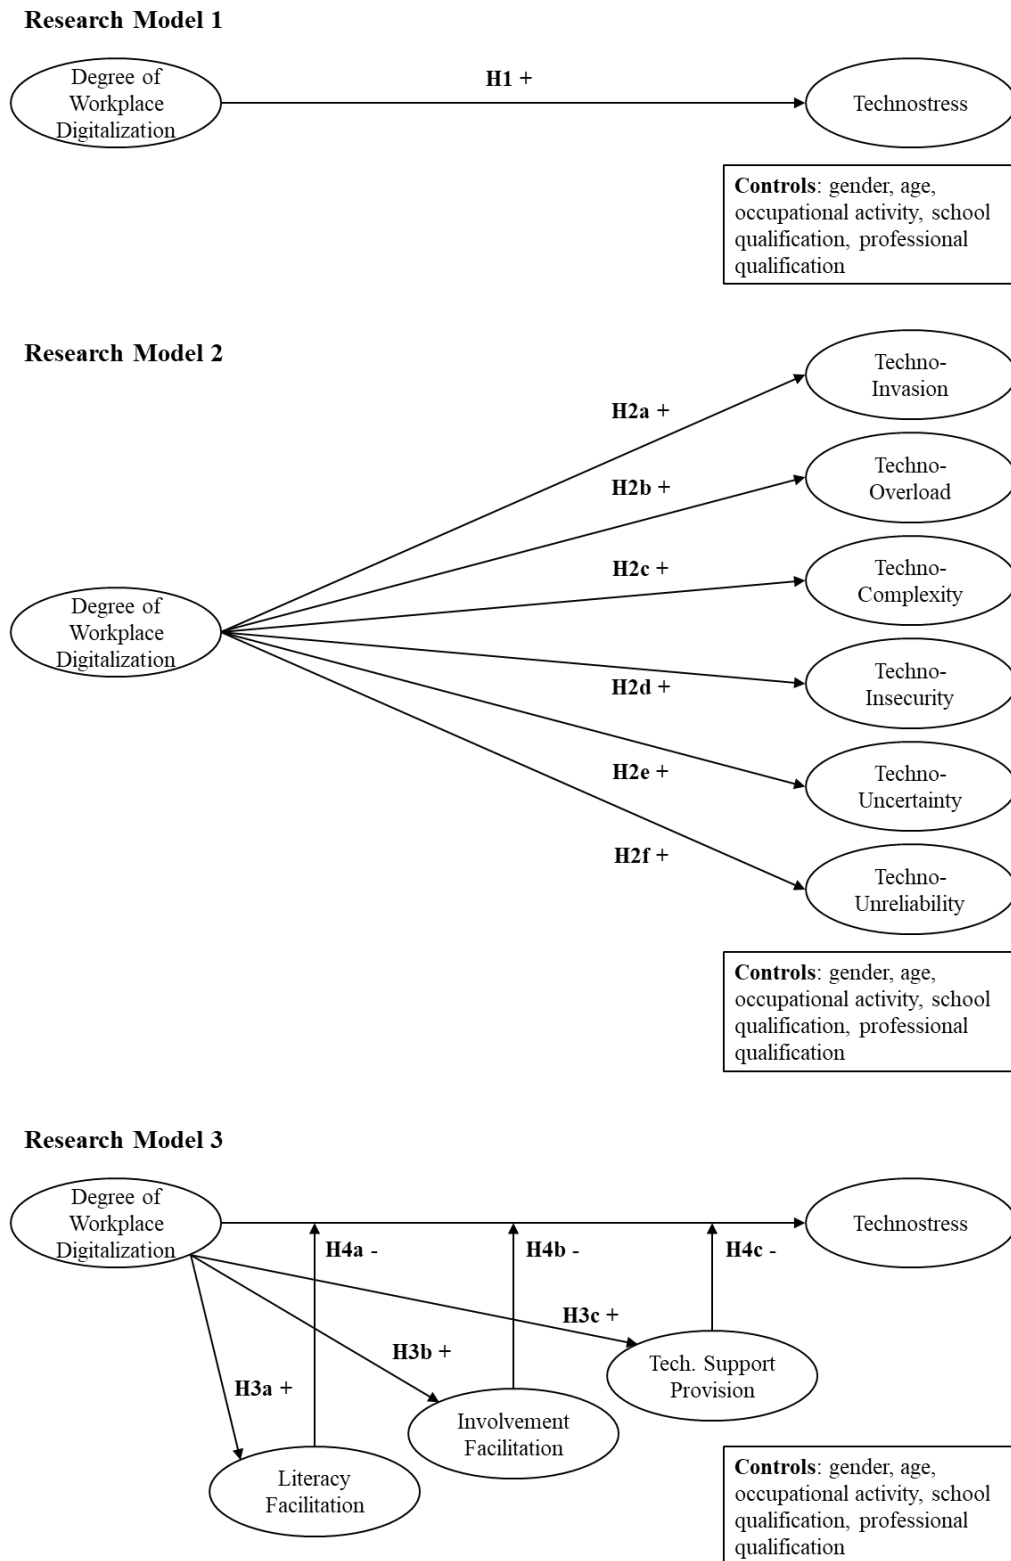 Research Model 1
Degree of
Workplace
Digitalization
H1 +
Technostress
Controls: gender, age,
occupational activity, school
qualification, professional
qualification
Research Model 2
Degree of
Workplace
Digitalization
H2a +
H2b +
H2c +
H2d +
H2e +
H2f +
Techno-
Invasion
Techno-
Overload
Techno-
Complexity
Techno-
Insecurity
Techno-
Uncertainty
Techno-
Unreliability
Controls: gender, age,
occupational activity, school
qualification, professional
qualification
Research Model 3
Degree of
Workplace
Digitalization
Technostress
H4a -
H4b -
H4c -
H3a +
H3b +
H3c +
Literacy
Facilitation
Involvement
Facilitation
Tech. Support
Provision
Controls: gender, age,
occupational activity, school
qualification, professional
qualification